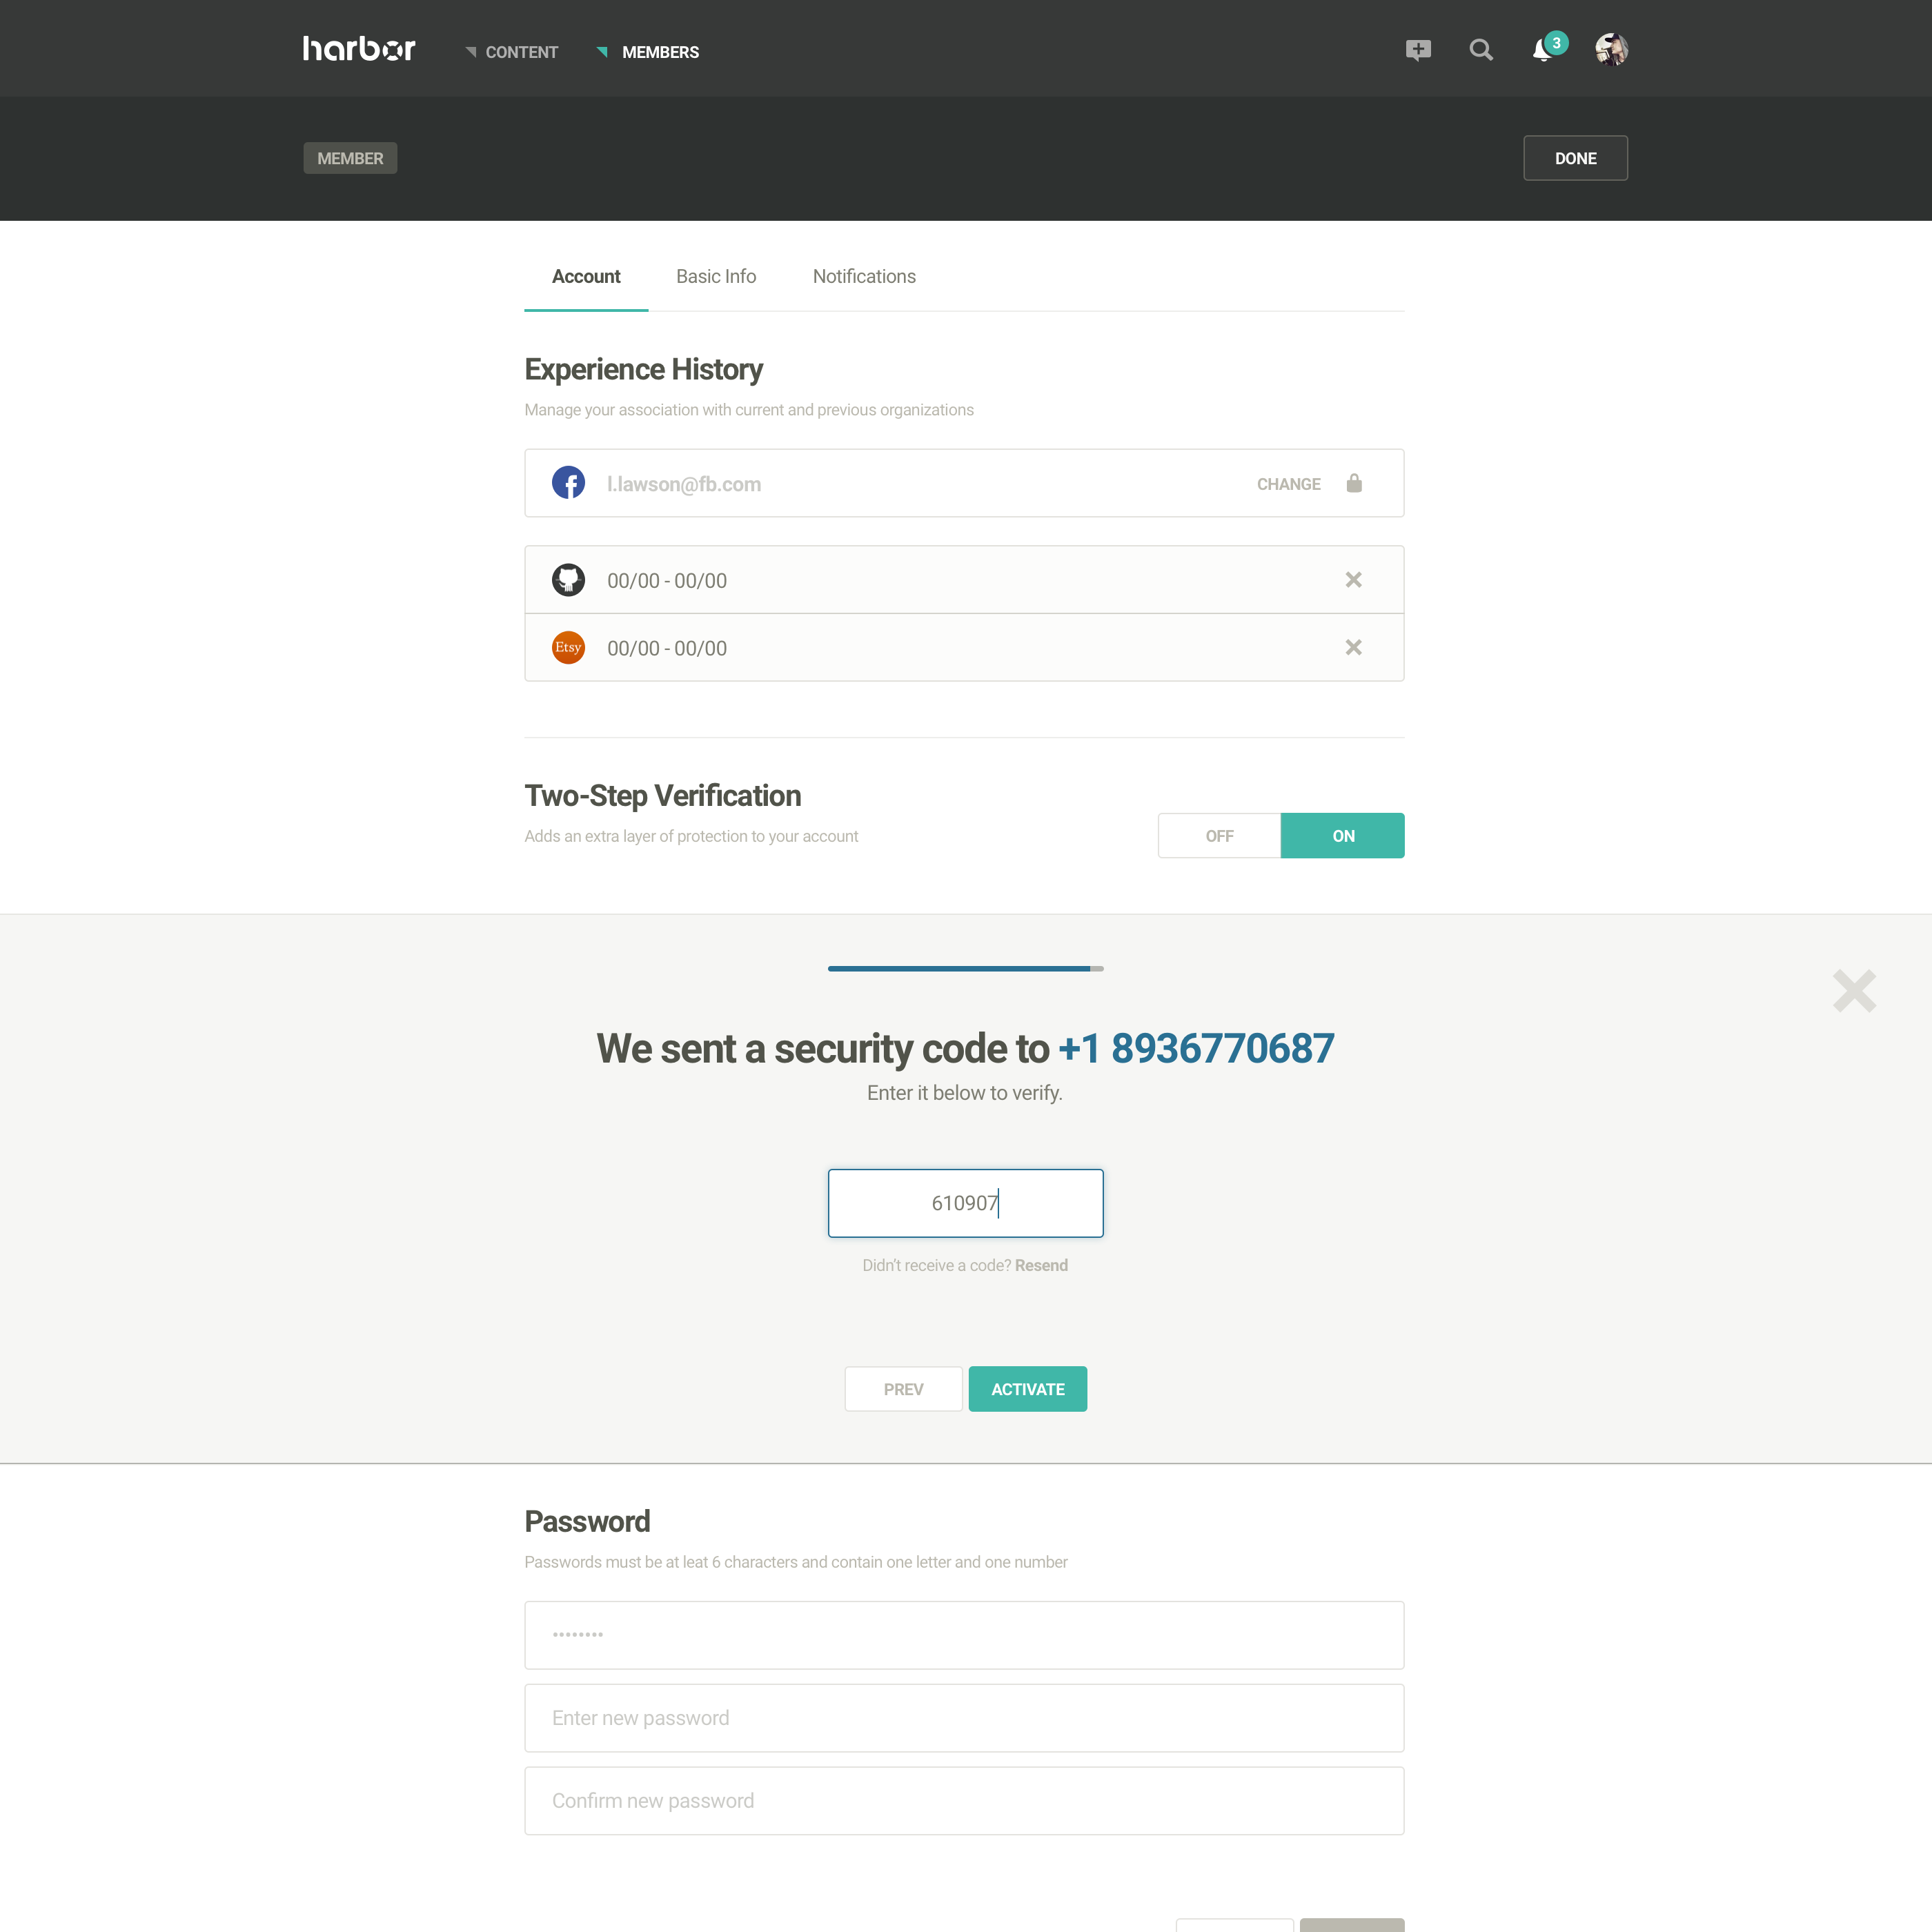 harbor CONTENT MEMBERS 3
MEMBER DONE
Account Basic Info Notifications
Experience History
Manage your association with current and previous organizations
l.lawson@fb.com CHANGE
00/00 - 00/00
Etsy 00/00 - 00/00
Two-Step Verification
Adds an extra layer of protection to your account
OFF ON
We sent a security code to +1 8936770687
Enter it below to verify.
610907
Didn't receive a code? Resend
PREV ACTIVATE
Password
Passwords must be at leat 6 characters and contain one letter and one number
••••••••
Enter new password
Confirm new password